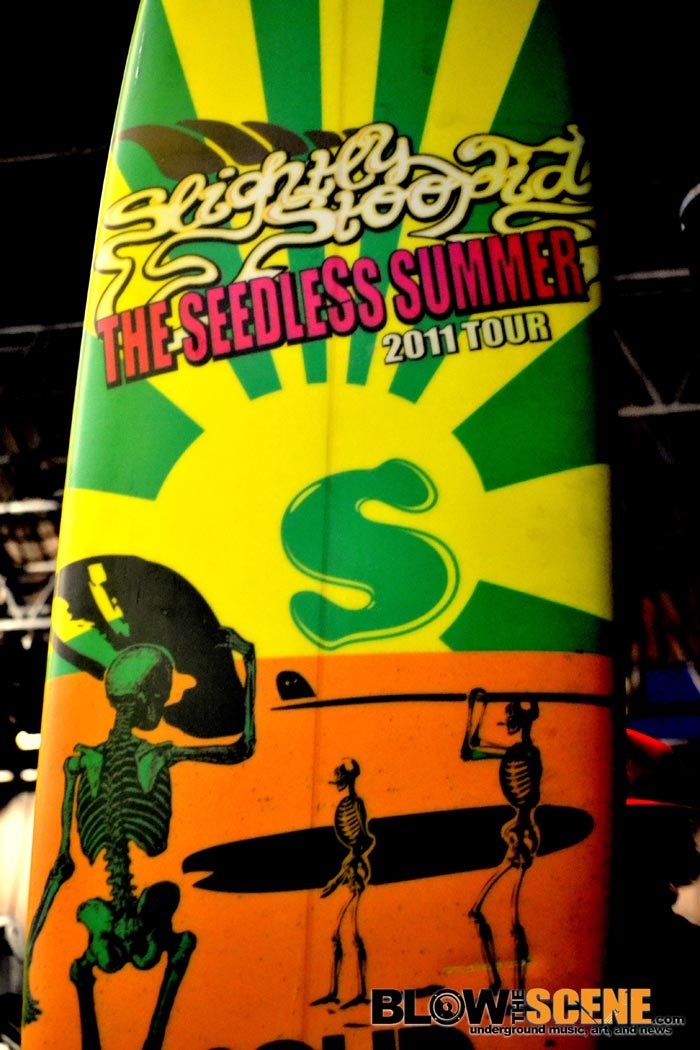 Slightly
Stoopid
THE SEEDLESS SUMMER
2011 TOUR
S
BLOW THE SCENE.com
underground music, art, and news